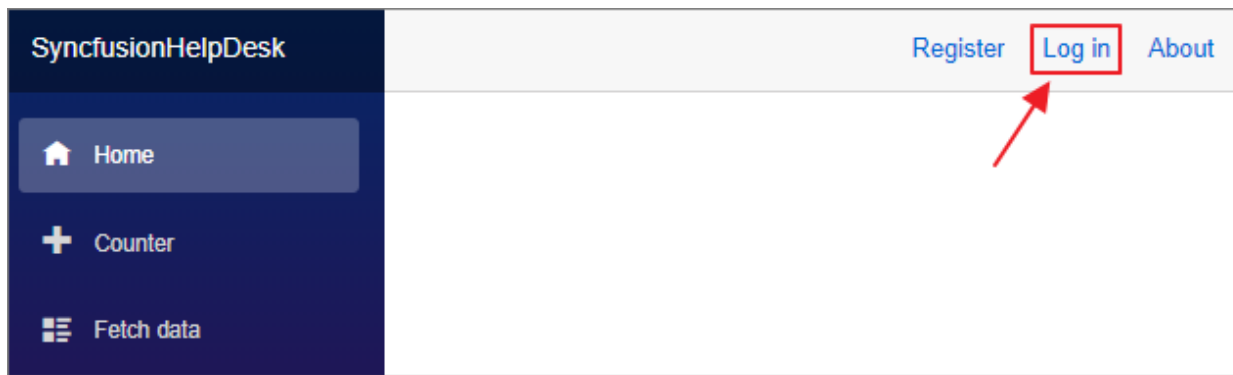 SyncfusionHelpDesk
Register Log in About
Home
Counter
Fetch data